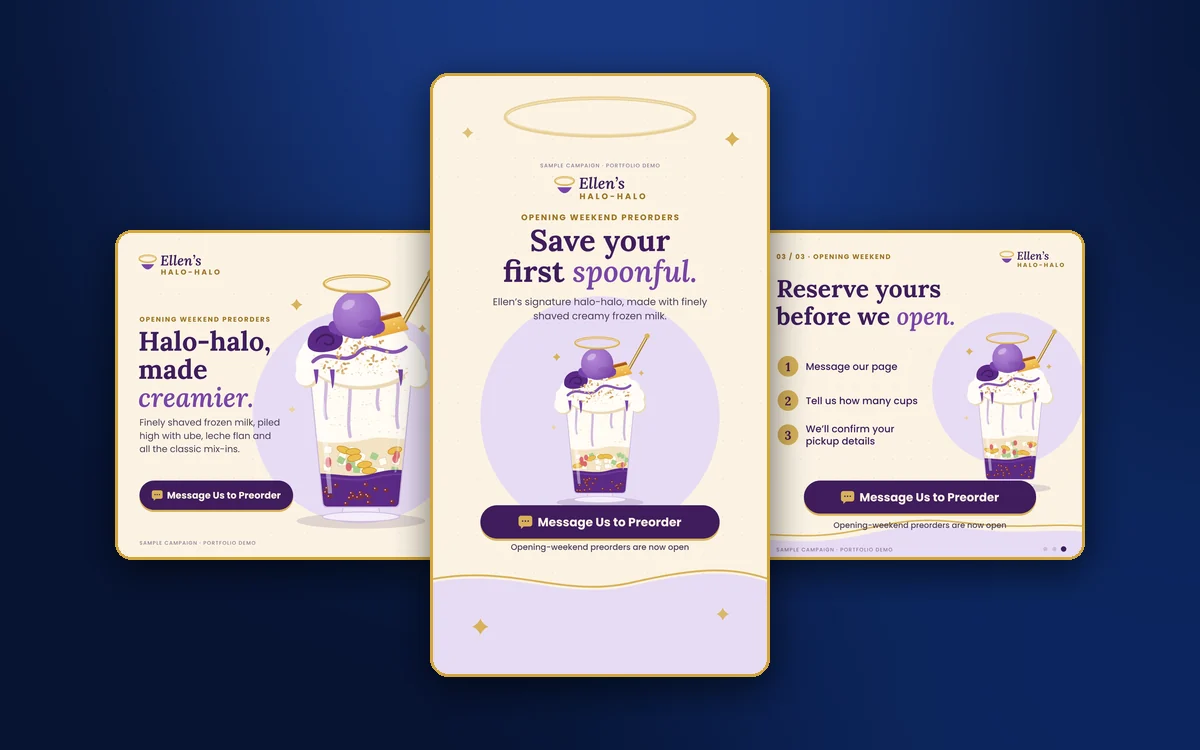 Ellen's
HALO-HALO
OPENING WEEKEND PREORDERS
Halo-halo,
made
creamier.
Finely shaved frozen milk, piled
high with ube, leche flan and
all the classic mix-ins.
Message Us to Preorder
SAMPLE CAMPAIGN · PORTFOLIO DEMO
SAMPLE CAMPAIGN · PORTFOLIO DEMO
Ellen's
HALO-HALO
OPENING WEEKEND PREORDERS
Save your
first spoonful.
Ellen's signature halo-halo, made with finely
shaved creamy frozen milk.
Message Us to Preorder
Opening-weekend preorders are now open
03 / 03 · OPENING WEEKEND
Ellen's
HALO-HALO
Reserve yours
before we open.
1 Message our page
2 Tell us how many cups
3 We'll confirm your
pickup details
Message Us to Preorder
Opening-weekend preorders are now open
SAMPLE CAMPAIGN · PORTFOLIO DEMO